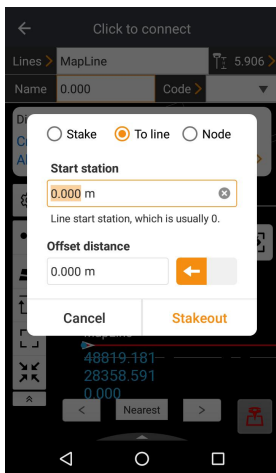 Click to connect
Lines > MapLine 5.906 >
Name 0.000 Code >
Stake To line Node
Start station
0.000 m
Line start station, which is usually 0.
Offset distance
0.000 m
Cancel Stakeout
48819.181
28358.591
0.000
< Nearest >